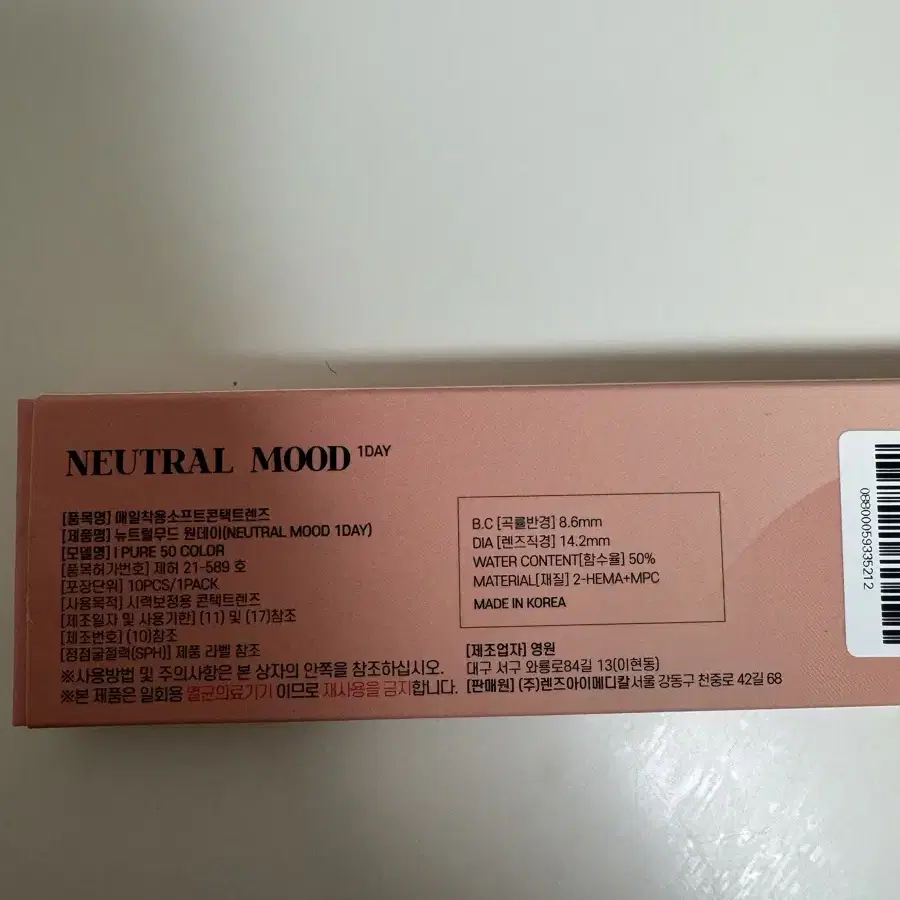 NEUTRAL MOOD 1DAY
[품목명] 매일착용소프트콘택트렌즈
[제품명] 뉴트럴무드 원데이(NEUTRAL MOOD 1DAY)
[모델명] I PURE 50 COLOR
[품목허가번호] 제허 21-589 호
[포장단위] 10PCS/1PACK
[사용목적] 시력보정용 콘택트렌즈
[제조일자 및 사용기한] (11) 및 (17)참조
[제조번호] (10)참조
[정점굴절력(SPH)] 제품 라벨 참조
※사용방법 및 주의사항은 본 상자의 안쪽을 참조하십시오.
※본 제품은 일회용 멸균의료기기 이므로 재사용을 금지합니다.
B.C [곡률반경] 8.6mm
DIA [렌즈직경] 14.2mm
WATER CONTENT[함수율] 50%
MATERIAL[재질] 2-HEMA+MPC
MADE IN KOREA
[제조업자] 영원
대구 서구 와룡로84길 13(이현동)
[판매원] (주)렌즈아이메디칼 서울 강동구 천중로 42길 68
08800059335212